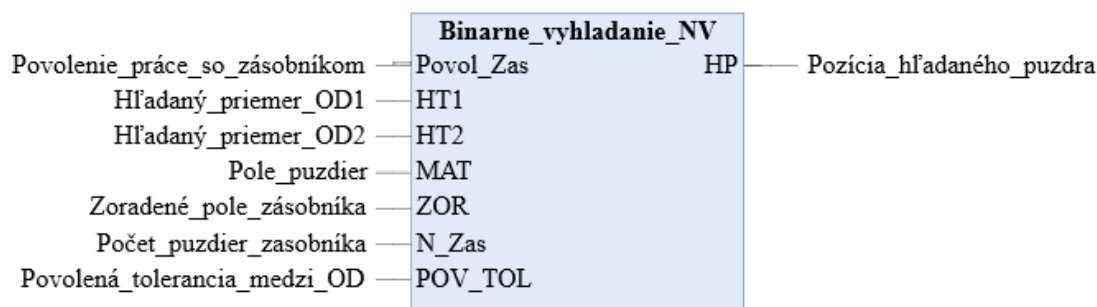 Binarne_vyhladanie_NV
Povolenie_práce_so_zásobníkom Povol_Zas HP Pozícia_hľadaného_puzdra
Hľadaný_priemer_OD1 HT1
Hľadaný_priemer_OD2 HT2
Pole_puzdier MAT
Zoradené_pole_zásobníka ZOR
Počet_puzdier_zasobníka N_Zas
Povolená_tolerancia_medzi_OD POV_TOL